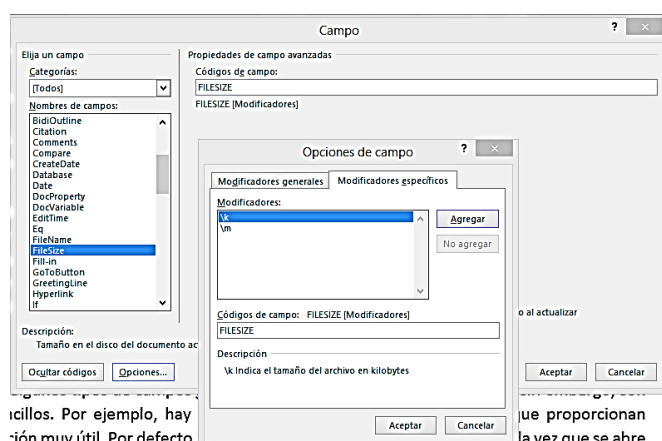 Campo
Elija un campo
Propiedades de campo avanzadas
Categorías:
Códigos de campo:
[Todos]
FILESIZE
Nombres de campos:
FILESIZE [Modificadores]
BidiOutline
Citation
Comments
Compare
CreateDate
Database
Date
DocProperty
DocVariable
EditTime
Eq
FileName
FileSize
Fill-in
GoToButton
GreetingLine
Hyperlink
If
Descripción:
Tamaño en el disco del documento ac
Ocultar códigos
Opciones...
Opciones de campo
Modificadores generales
Modificadores específicos
Modificadores:
\k
\m
Agregar
No agregar
Códigos de campo: FILESIZE [Modificadores]
FILESIZE
Descripción
\k Indica el tamaño del archivo en kilobytes
Aceptar
Cancelar
o al actualizar
Aceptar
Cancelar
ncillos. Por ejemplo, hay que proporcionan
ción muy útil. Por defecto la vez que se abre